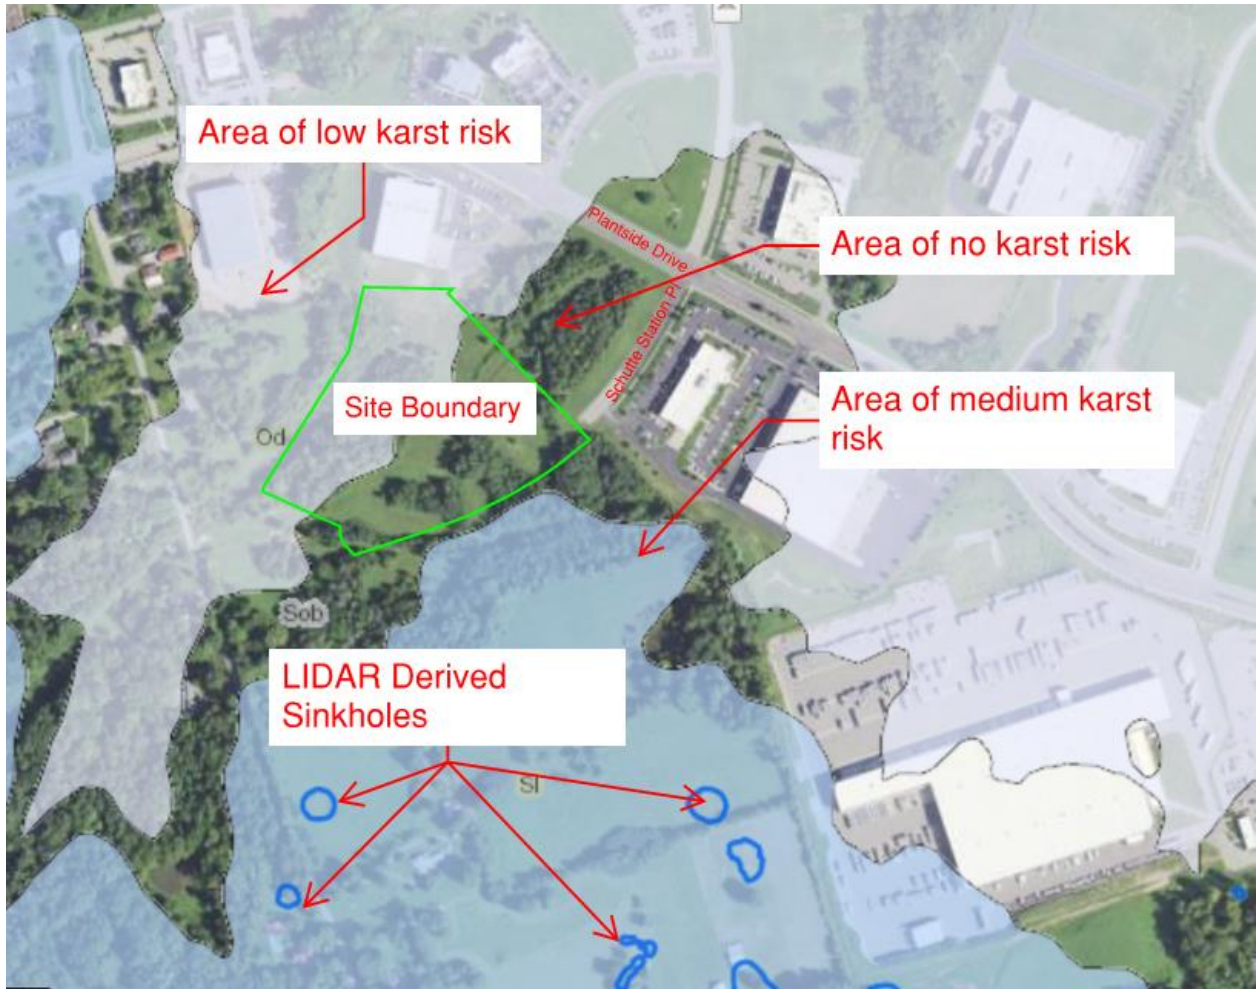 Area of low karst risk
Plantside Drive
Area of no karst risk
Schutte Station Pl
Area of medium karst
risk
Site Boundary
Od
Sob
LIDAR Derived
Sinkholes
Sl